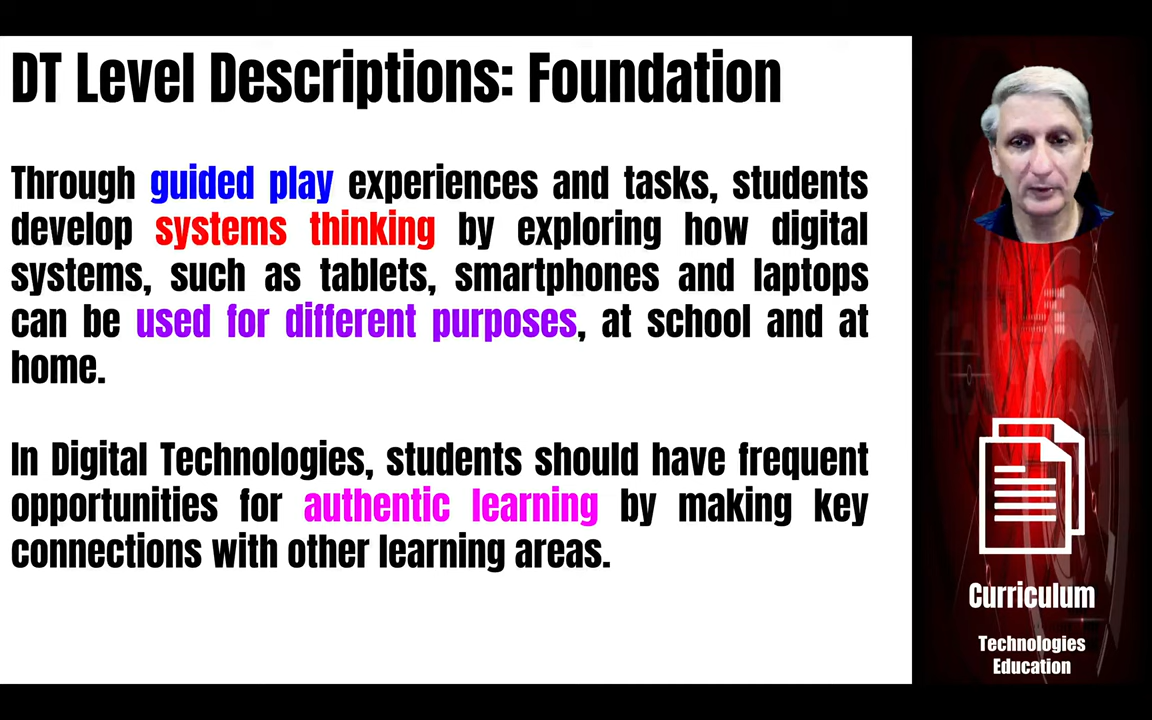 DT Level Descriptions: Foundation
Through guided play experiences and tasks, students
develop systems thinking by exploring how digital
systems, such as tablets, smartphones and laptops
can be used for different purposes, at school and at
home.
In Digital Technologies, students should have frequent
opportunities for authentic learning by making key
connections with other learning areas.
Curriculum
Technologies
Education